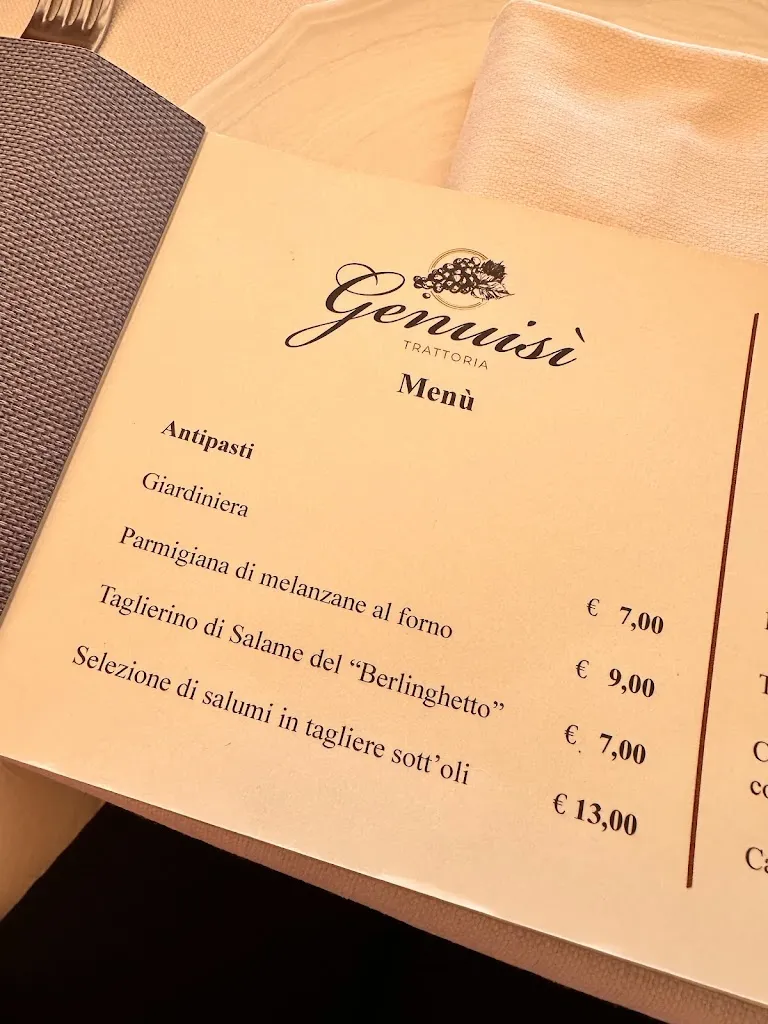 Genuisì
TRATTORIA
Menù
Antipasti
Giardiniera € 7,00
Parmigiana di melanzane al forno € 9,00
Taglierino di Salame del “Berlinghetto” € 7,00
Selezione di salumi in tagliere sott’oli € 13,00